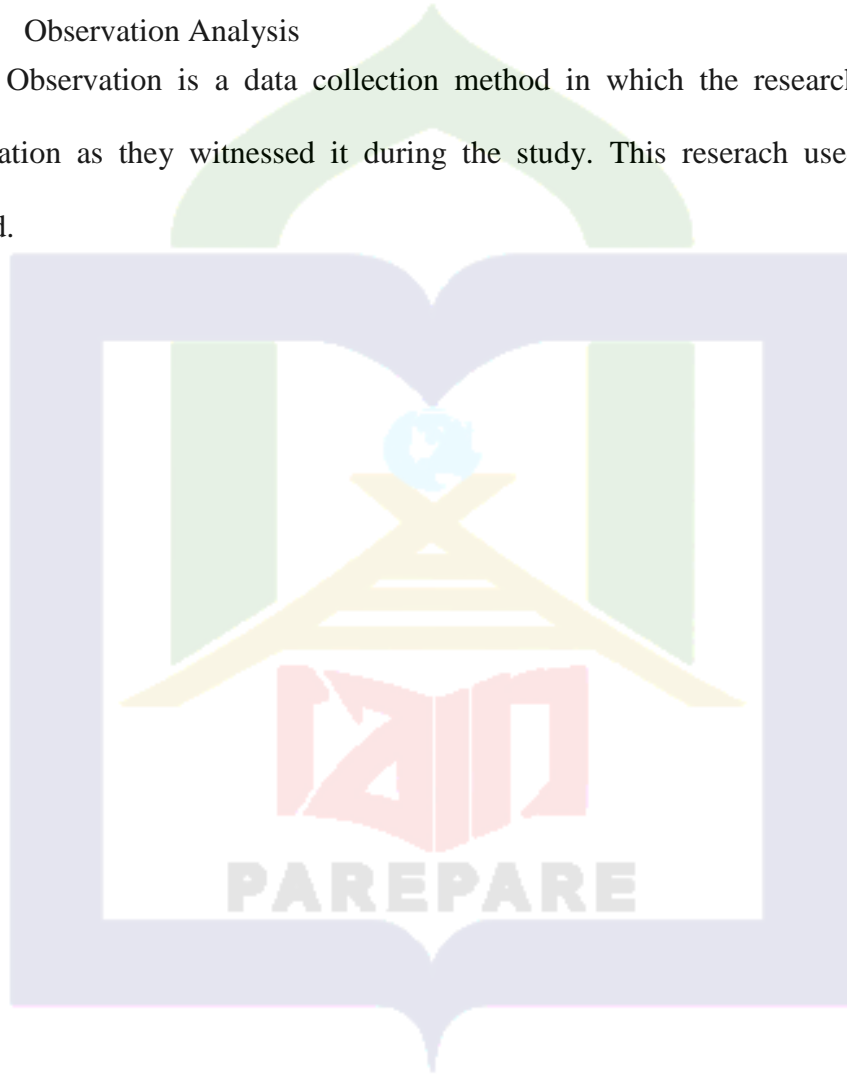 Observation Analysis
Observation is a data collection method in which the research
ation as they witnessed it during the study. This reserach use
d.
iain
PAREPARE